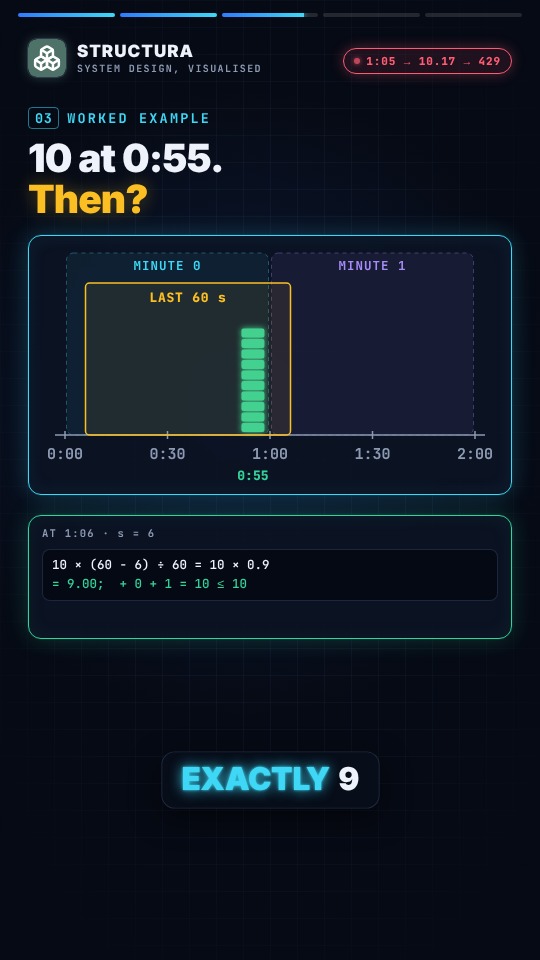 STRUCTURA
SYSTEM DESIGN, VISUALISED
1:05 → 10.17 → 429
03 WORKED EXAMPLE
10 at 0:55.
Then?
MINUTE 0
MINUTE 1
LAST 60 s
0:00
0:30
1:00
1:30
2:00
0:55
AT 1:06 · s = 6
10 × (60 - 6) ÷ 60 = 10 × 0.9
= 9.00; + 0 + 1 = 10 ≤ 10
EXACTLY 9